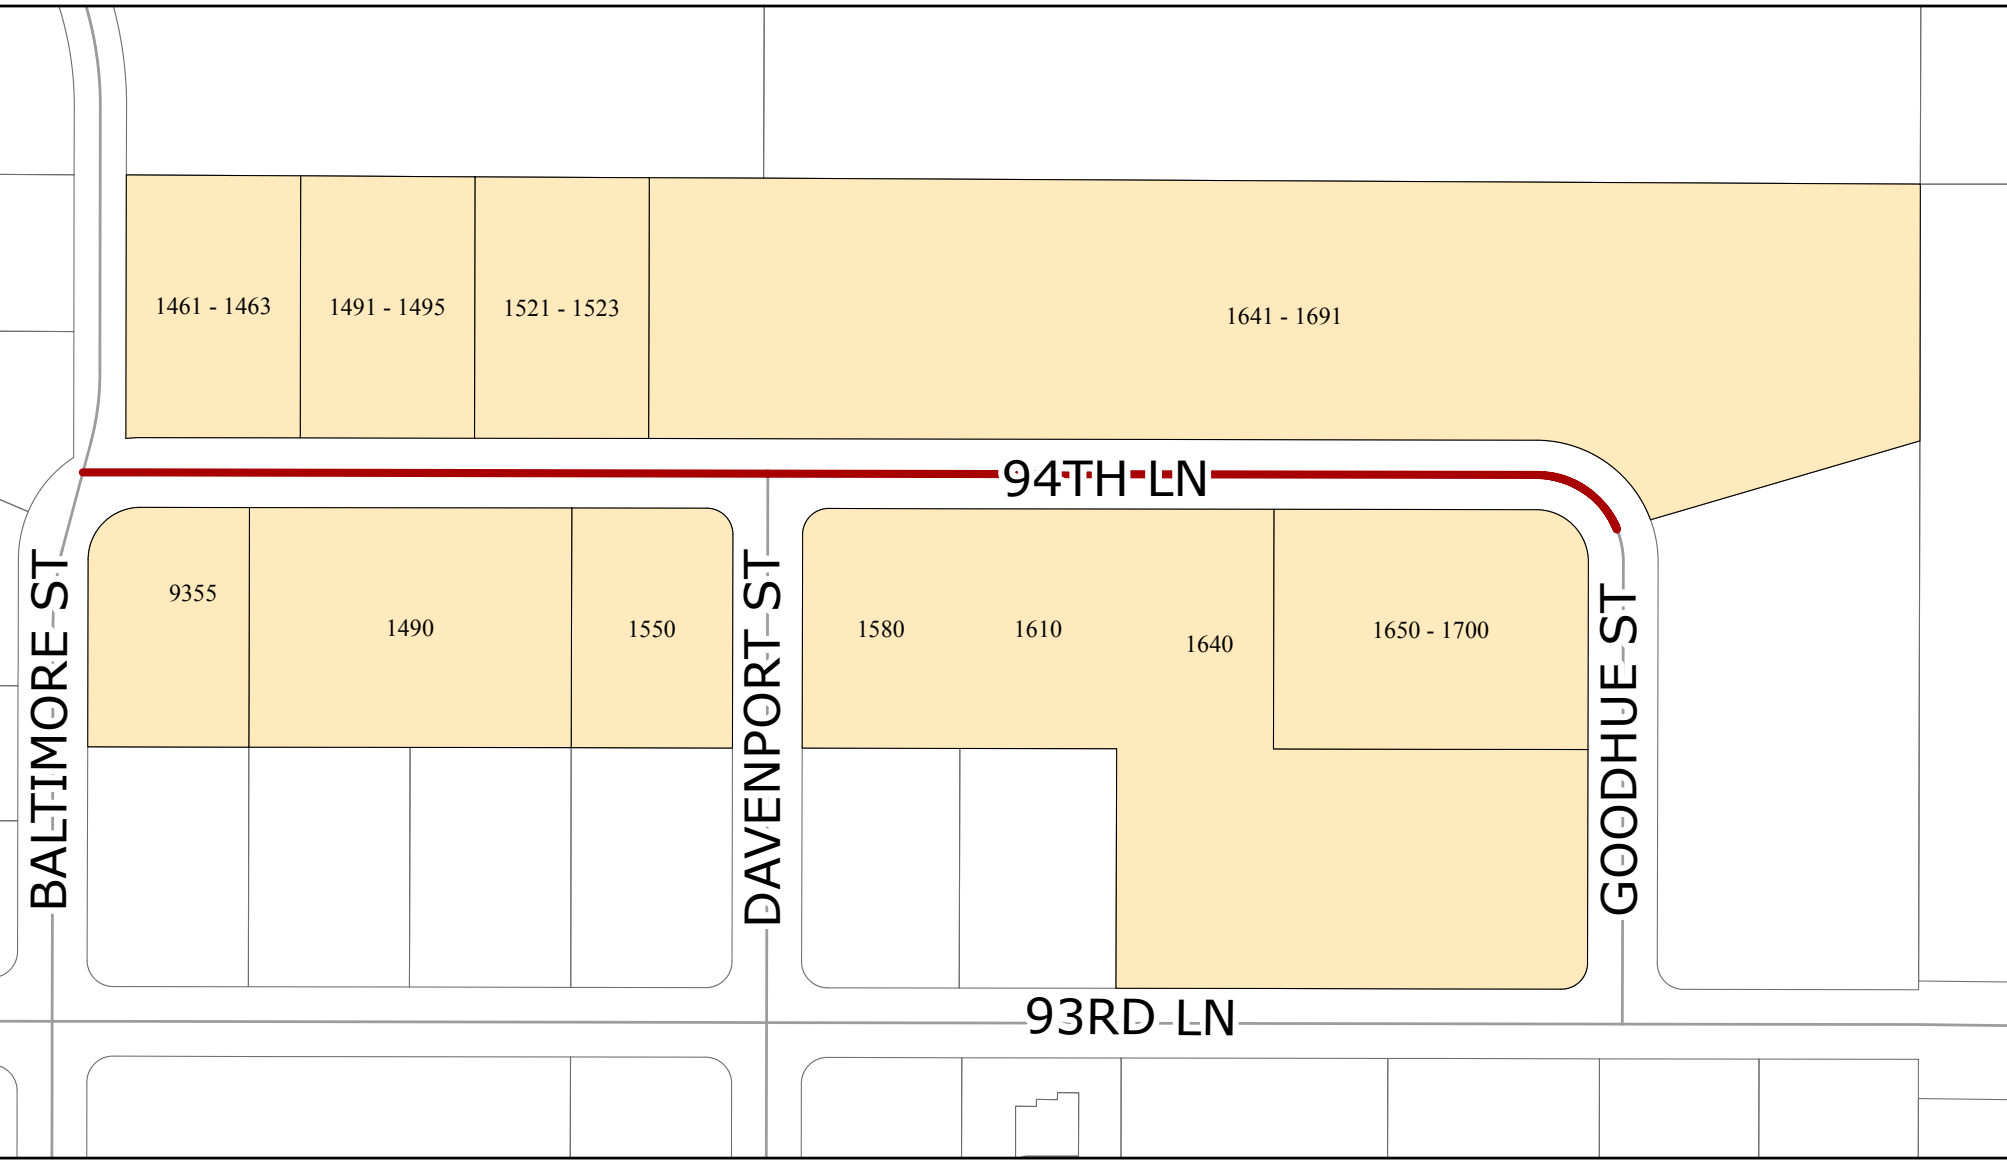 1461 - 1463
1491 - 1495
1521 - 1523
1641 - 1691
94TH LN
9355
1490
1550
1580
1610
1640
1650 - 1700
BALTIMORE ST
DAVENPORT ST
GOODHUE ST
93RD LN